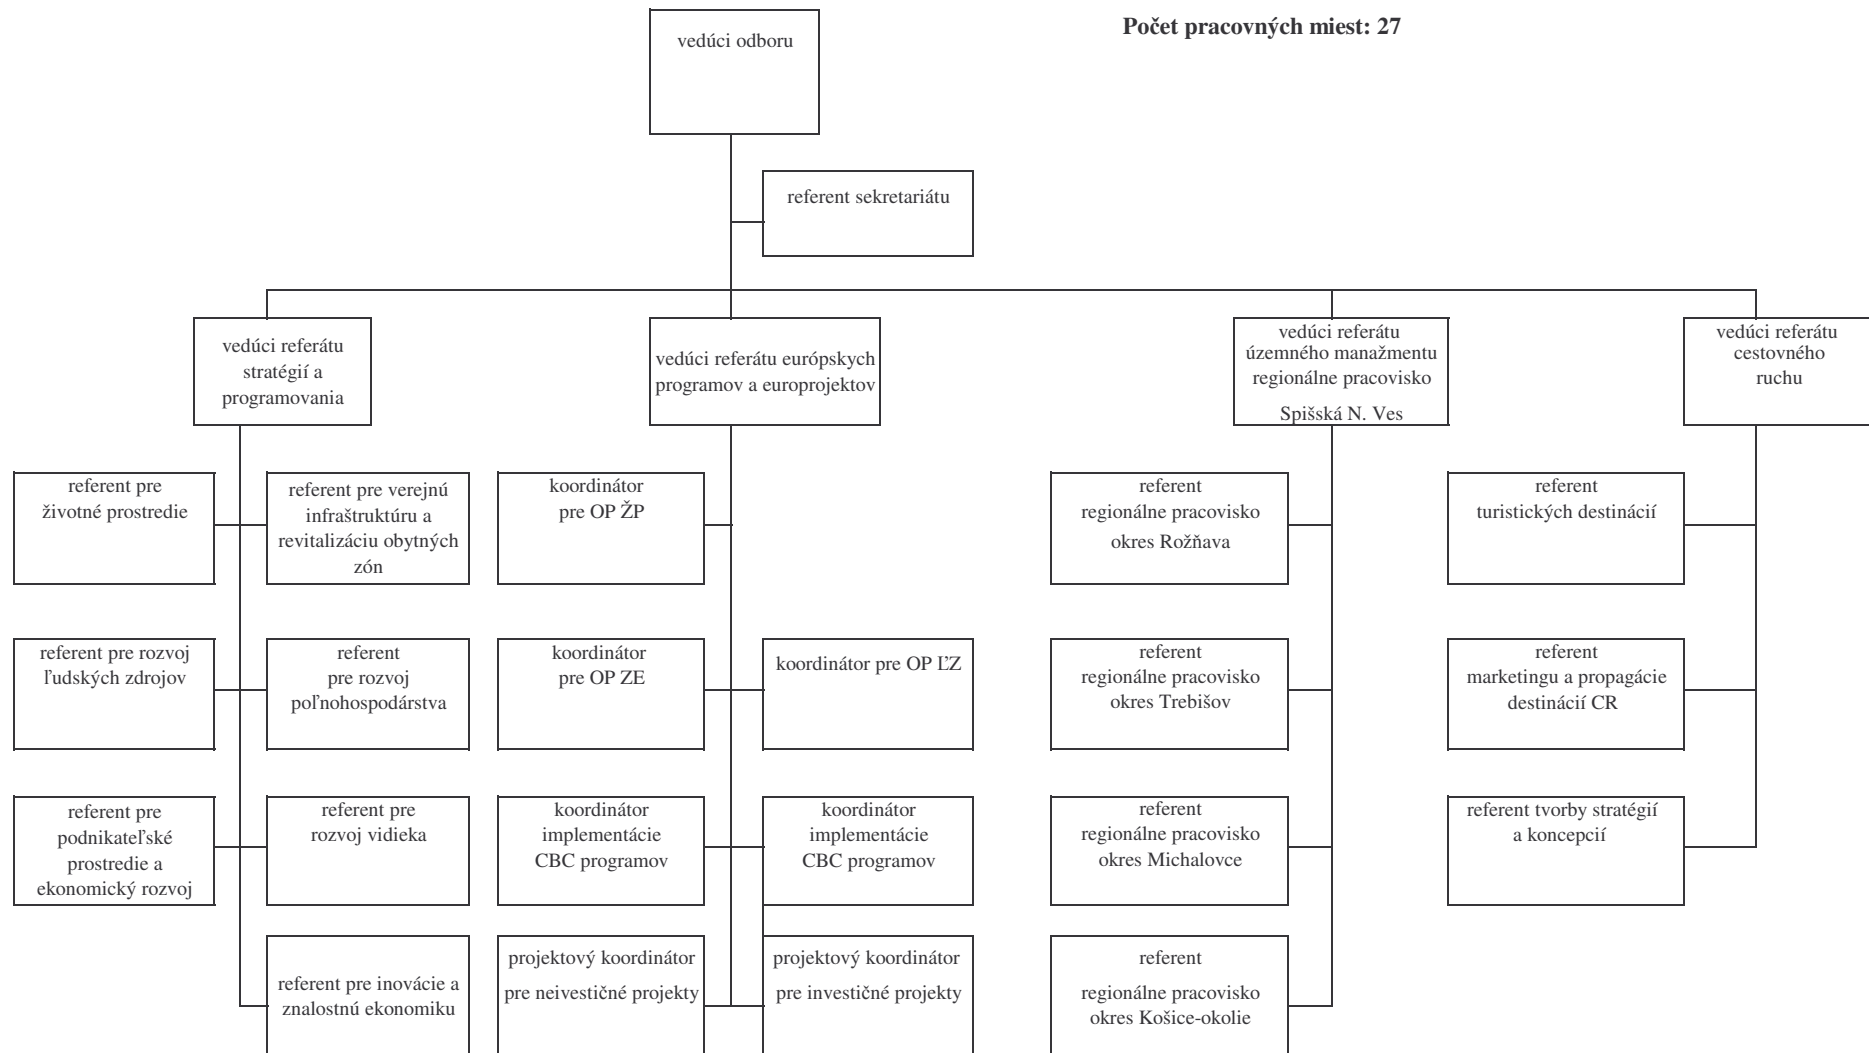 Počet pracovných miest: 27
vedúci odboru
referent sekretariátu
vedúci referátu
stratégií a
programovania
vedúci referátu európskych
programov a europrojektov
vedúci referátu
územného manažmentu
regionálne pracovisko
Spišská N. Ves
vedúci referátu
cestovného
ruchu
referent pre
životné prostredie
referent pre verejnú
infraštruktúru a
revitalizáciu obytných
zón
koordinátor
pre OP ŽP
referent
regionálne pracovisko
okres Rožňava
referent
turistických destinácií
referent pre rozvoj
ľudských zdrojov
referent
pre rozvoj
poľnohospodárstva
koordinátor
pre OP ZE
koordinátor pre OP ĽZ
referent
regionálne pracovisko
okres Trebišov
referent
marketingu a propagácie
destinácií CR
referent pre
podnikateľské
prostredie a
ekonomický rozvoj
referent pre
rozvoj vidieka
koordinátor
implementácie
CBC programov
koordinátor
implementácie
CBC programov
referent
regionálne pracovisko
okres Michalovce
referent tvorby stratégií
a koncepcií
referent pre inovácie a
znalostnú ekonomiku
projektový koordinátor
pre neivestičné projekty
projektový koordinátor
pre investičné projekty
referent
regionálne pracovisko
okres Košice-okolie